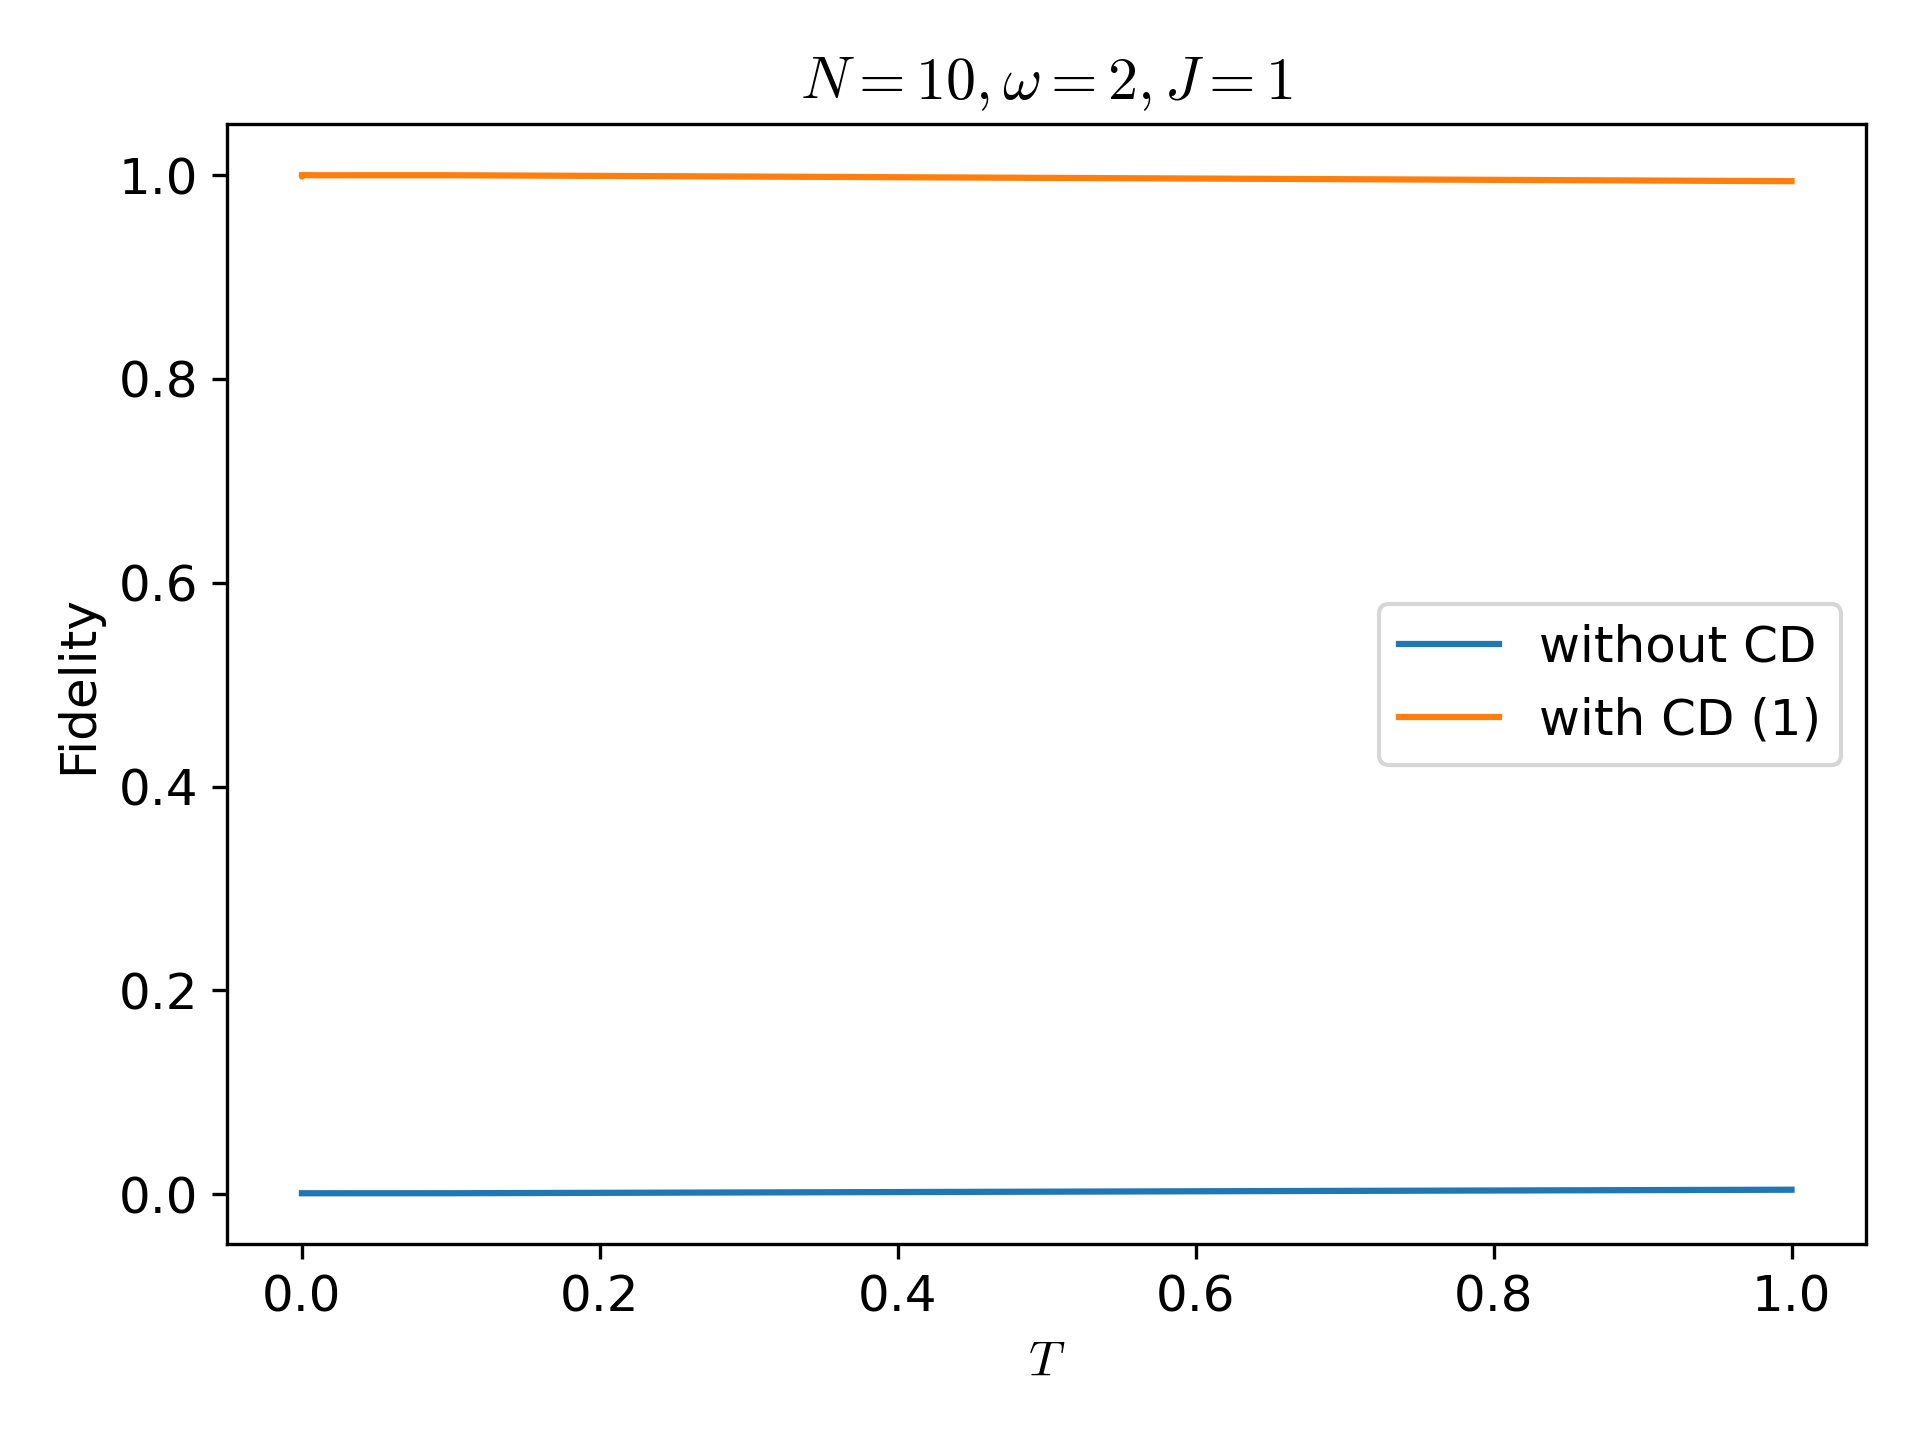 N = 10, ω = 2, J = 1
1.0
0.8
0.6
0.4
0.2
0.0
Fidelity
without CD
with CD (1)
0.0 0.2 0.4 0.6 0.8 1.0
T